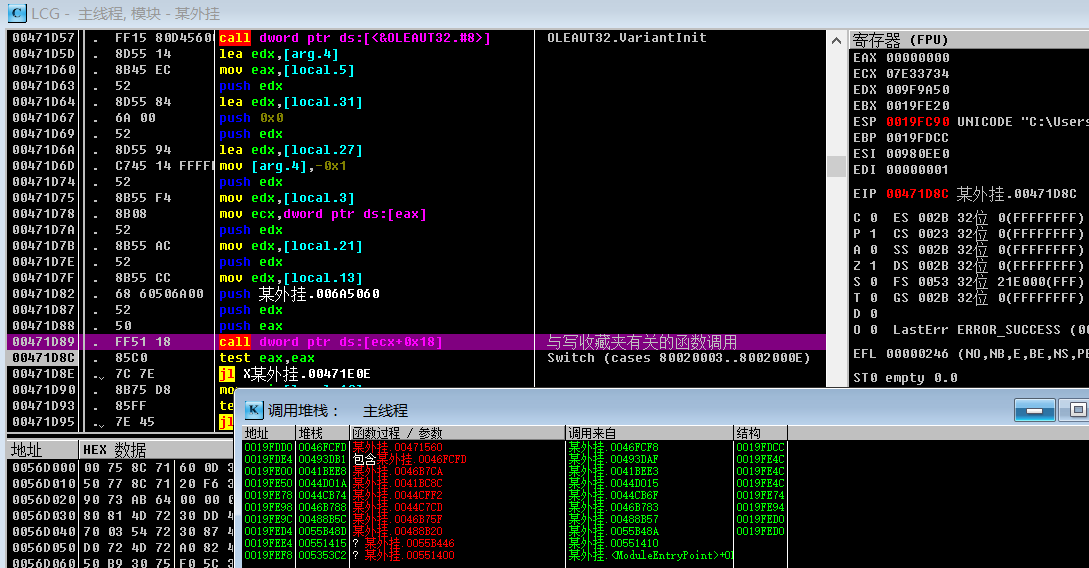 LCG - 主线程, 模块 - 某外挂
00471D57 . FF15 80D45600 call dword ptr ds:[<&OLEAUT32.#8>] OLEAUT32.VariantInit
00471D5D . 8D55 14 lea edx,[arg.4]
00471D60 . 8B45 EC mov eax,[local.5]
00471D63 . 52 push edx
00471D64 . 8D55 84 lea edx,[local.31]
00471D67 . 6A 00 push 0x0
00471D69 . 52 push edx
00471D6A . 8D55 94 lea edx,[local.27]
00471D6D . C745 14 FFFF mov [arg.4],-0x1
00471D74 . 52 push edx
00471D75 . 8B55 F4 mov edx,[local.3]
00471D78 . 8B08 mov ecx,dword ptr ds:[eax]
00471D7A . 52 push edx
00471D7B . 8B55 AC mov edx,[local.21]
00471D7E . 52 push edx
00471D7F . 8B55 CC mov edx,[local.13]
00471D82 . 68 60506A00 push 某外挂.006A5060
00471D87 . 52 push edx
00471D88 . 50 push eax
00471D89 . FF51 18 call dword ptr ds:[ecx+0x18] 与写收藏夹有关的函数调用
00471D8C . 85C0 test eax,eax Switch (cases 80020003..8002000E)
00471D8E .. 7C 7E jl X某外挂.00471E0E
00471D90 . 8B75 D8 mo
00471D93 . 85FF te
00471D95 .. 7E 45 jl
寄存器 (FPU)
EAX 00000000
ECX 07E33734
EDX 009F9A50
EBX 0019FE20
ESP 0019FC90 UNICODE "C:\Users
EBP 0019FDCC
ESI 00980EE0
EDI 00000001
EIP 00471D8C 某外挂.00471D8C
C 0 ES 002B 32位 0(FFFFFFFF)
P 1 CS 0023 32位 0(FFFFFFFF)
A 0 SS 002B 32位 0(FFFFFFFF)
Z 1 DS 002B 32位 0(FFFFFFFF)
S 0 FS 0053 32位 21E000(FFF)
T 0 GS 002B 32位 0(FFFFFFFF)
D 0
O 0 LastErr ERROR_SUCCESS (00
EFL 00000246 (NO,NB,E,BE,NS,PE
ST0 empty 0.0
地址 HEX 数据
0056D000 00 75 8C 71 60 0D 3
0056D010 50 77 8C 71 20 F6 3
0056D020 90 73 AB 64 00 00 0
0056D030 80 81 4D 72 30 DD 4
0056D040 70 03 54 72 30 87 4
0056D050 D0 72 4D 72 A0 82 4
0056D060 50 B9 30 75 F0 5C 3
K 调用堆栈: 主线程
地址 堆栈 函数过程 / 参数 调用来自 结构
0019FDD0 0046FCFD 某外挂.00471560 某外挂.0046FCF8 0019FDCC
0019FDE4 00493DB1 包含某外挂.0046FCFD 某外挂.00493DAF 0019FE4C
0019FE00 0041BEE8 某外挂.0046B7CA 某外挂.0041BEE3 0019FE4C
0019FE50 0044D01A 某外挂.0041BC8C 某外挂.0044D015 0019FE4C
0019FE78 0044CB74 某外挂.0044CFF2 某外挂.0044CB6F 0019FE74
0019FE98 0046B788 某外挂.0044C7CD 某外挂.0046B783 0019FE94
0019FE9C 00488B5C 某外挂.0046B75F 某外挂.00488B57 0019FED0
0019FED4 0055B48D 某外挂.00488B20 某外挂.0055B48A 0019FED0
0019FEE4 00551415 ? 某外挂.0055B446 某外挂.00551410
0019FEF8 005353C2 ? 某外挂.00551400 某外挂.<ModuleEntryPoint>+0